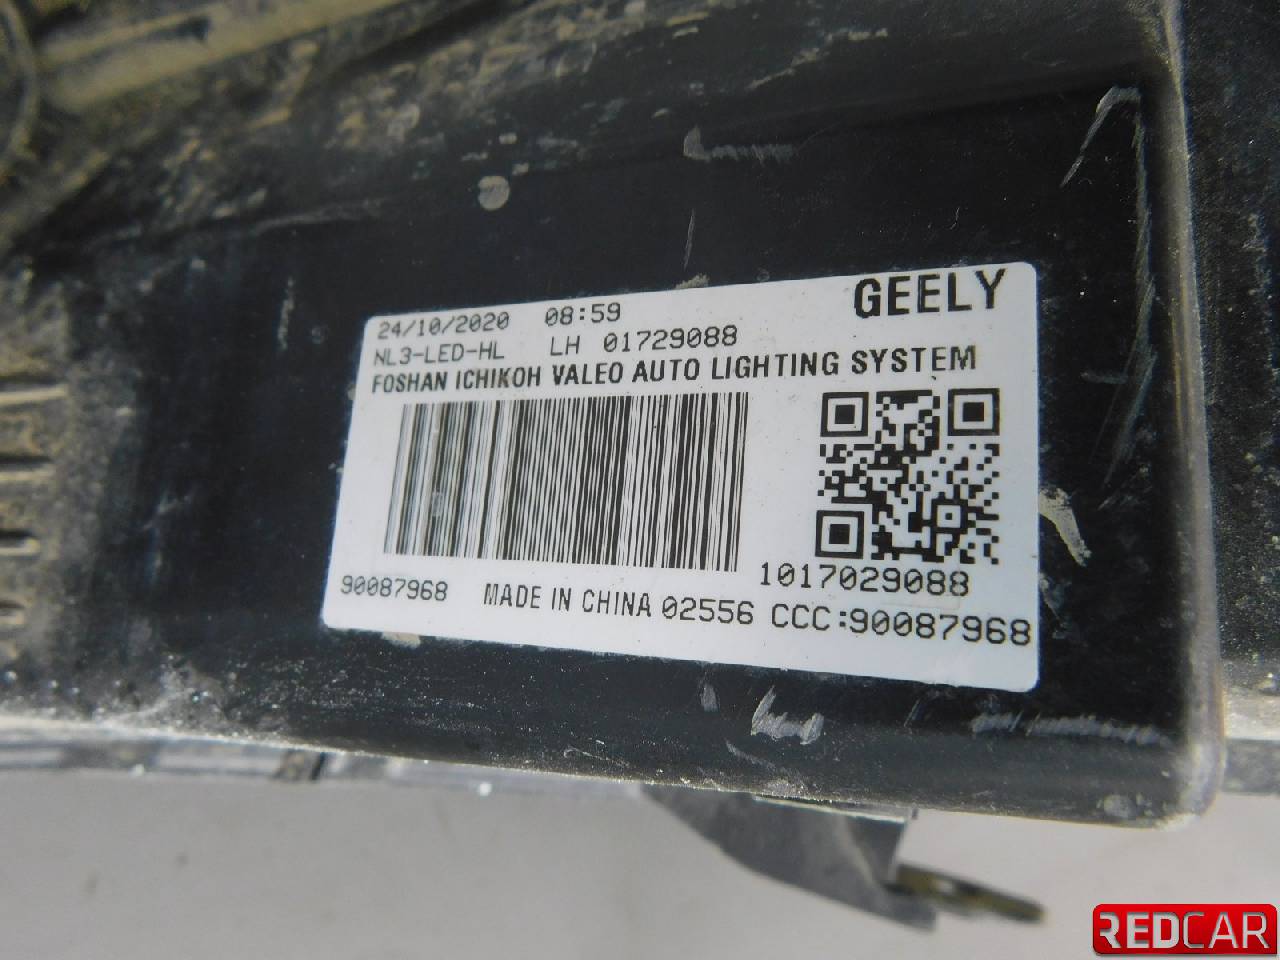 GEELY
24/10/2020 08:59
NL3-LED-HL LH 01729088
FOSHAN ICHIKOH VALEO AUTO LIGHTING SYSTEM
1017029088
90087968 MADE IN CHINA 02556 CCC:90087968
REDCAR